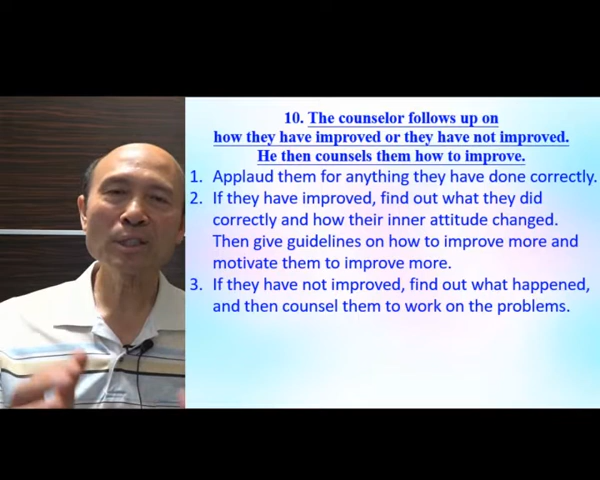 10. The counselor follows up on
how they have improved or they have not improved.
He then counsels them how to improve.
1. Applaud them for anything they have done correctly.
2. If they have improved, find out what they did
correctly and how their inner attitude changed.
Then give guidelines on how to improve more and
motivate them to improve more.
3. If they have not improved, find out what happened,
and then counsel them to work on the problems.